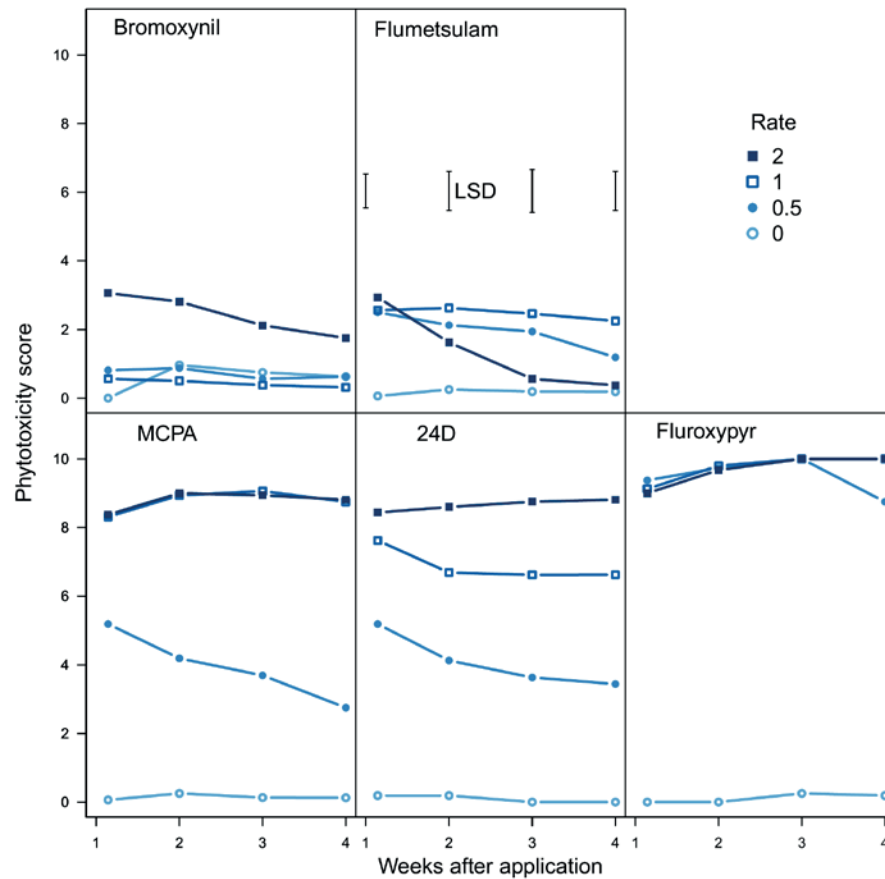 Bromoxynil
Flumetsulam
10
8
6
4
2
0
LSD
Rate
2
1
0.5
0
Phytotoxicity score
MCPA
24D
Fluroxypyr
10
8
6
4
2
0
1 2 3 4
1 2 3 4
1 2 3 4
Weeks after application